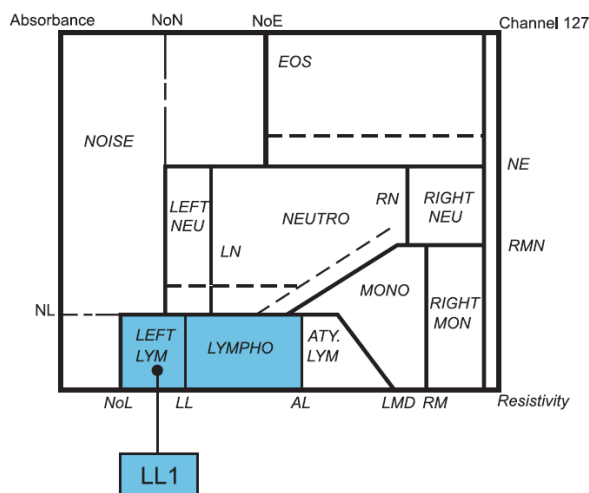 Absorbance NoN NoE Channel 127
EOS
NOISE
NE
LEFT
NEU
NEUTRO
RN
RIGHT
NEU
LN
RMN
MONO
RIGHT
MON
NL
LEFT
LYM
LYMPHO
ATY.
LYM
NoL LL AL LMD RM Resistivity
LL1